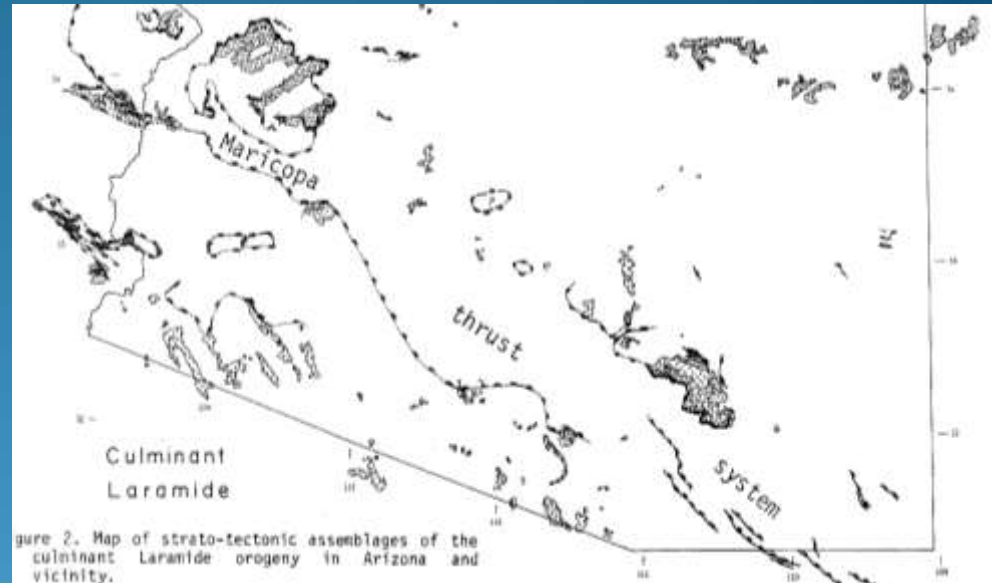 Maricopa
thrust
system
Culminant
Laramide
gure 2. Map of strato-tectonic assemblages of the
culminant Laramide orogeny in Arizona and
vicinity.